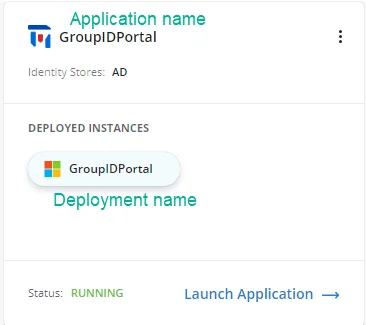 Application name
GroupIDPortal
Identity Stores: AD
DEPLOYED INSTANCES
GroupIDPortal
Deployment name
Status: RUNNING
Launch Application →